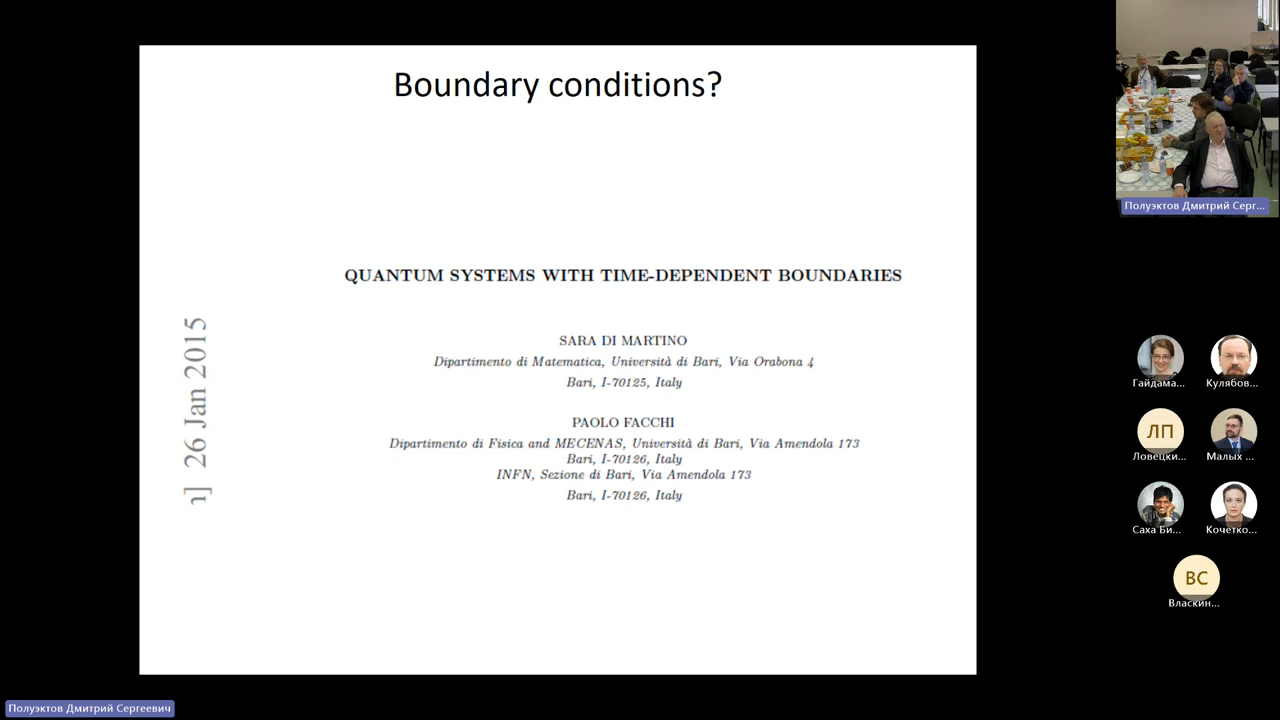 Boundary conditions?
QUANTUM SYSTEMS WITH TIME-DEPENDENT BOUNDARIES
SARA DI MARTINO
Dipartimento di Matematica, Università di Bari, Via Orabona 4
Bari, I-70125, Italy
PAOLO FACCHI
Dipartimento di Fisica and MECENAS, Università di Bari, Via Amendola 173
Bari, I-70126, Italy
INFN, Sezione di Bari, Via Amendola 173
Bari, I-70126, Italy
] 26 Jan 2015
Полуэктов Дмитрий Серг...
Гайдама...
Кулябов...
ЛП
Ловецки...
Малых ...
Саха Би...
Кочетко...
ВС
Власкин...
Полуэктов Дмитрий Сергеевич